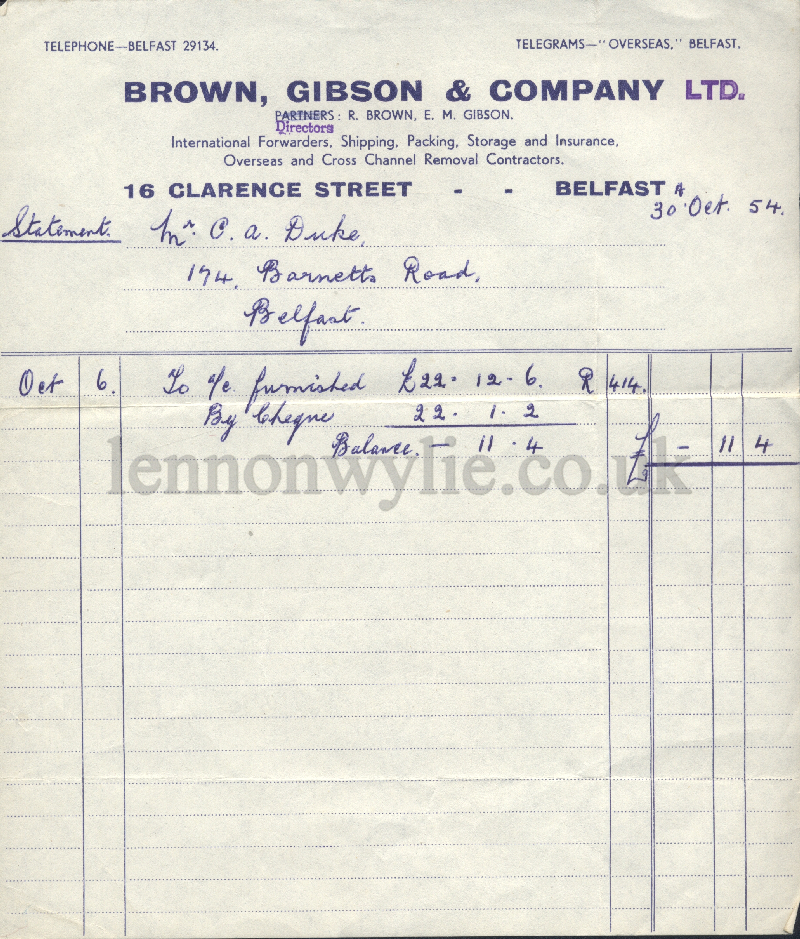 TELEPHONE—BELFAST 29134. TELEGRAMS—"OVERSEAS," BELFAST.
BROWN, GIBSON & COMPANY LTD.
PARTNERS: R. BROWN, E. M. GIBSON.
Directors
International Forwarders, Shipping, Packing, Storage and Insurance,
Overseas and Cross Channel Removal Contractors.
16 CLARENCE STREET - - BELFAST
30 Oct. 54.
Statement. Mr. C. A. Duke,
174, Barnetts Road,
Belfast.
Oct 6. To a/c furnished £22 - 12 - 6. R 414.
By Cheque 22 . 1 . 2
Balance. — 11 . 4 £ - 11 4
lennonwylie.co.uk